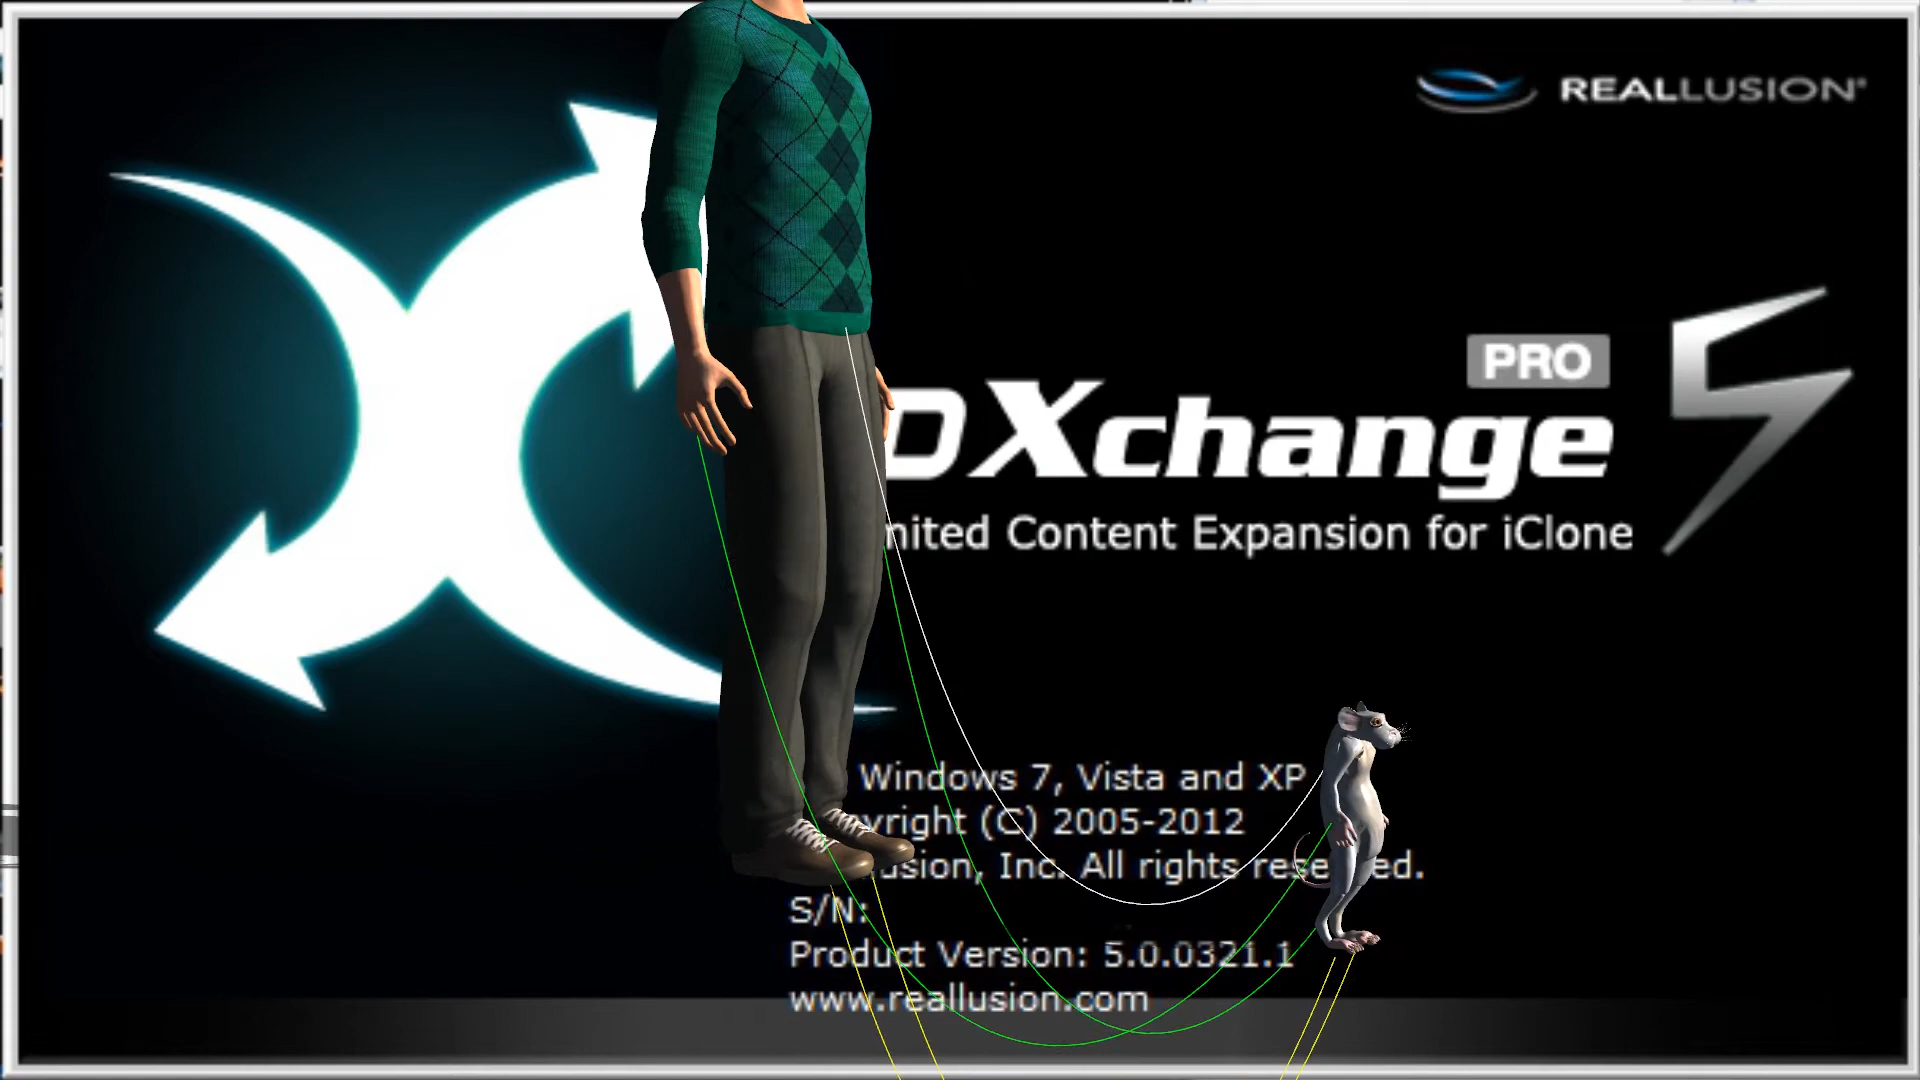 REALLUSION®
PRO
DXchange 5
nited Content Expansion for iClone
Windows 7, Vista and XP
yright (C) 2005-2012
usion, Inc. All rights rese ed.
S/N:
Product Version: 5.0.0321.1
www.reallusion.com